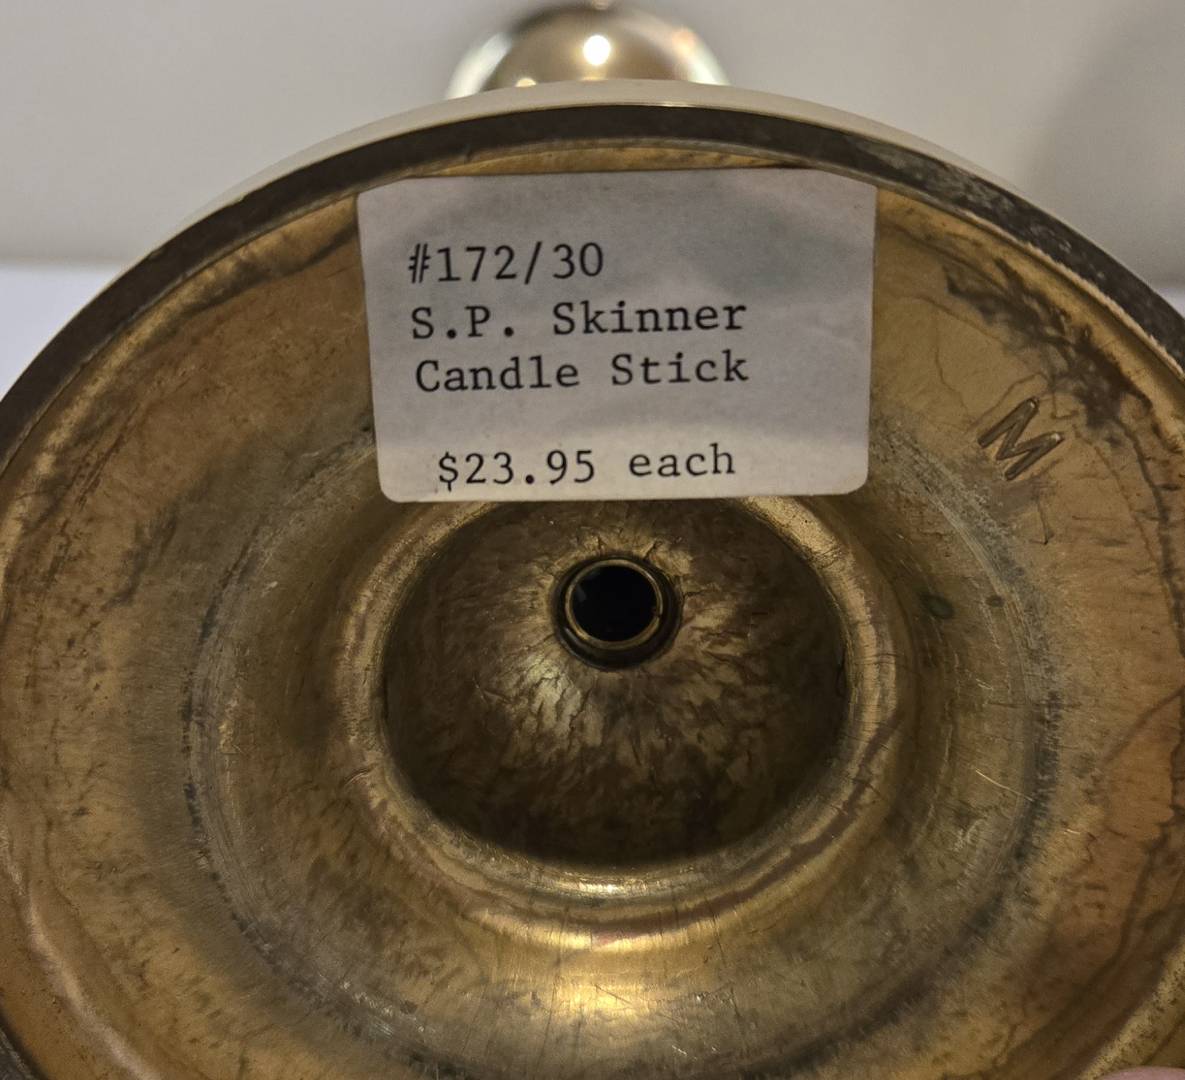 #172/30
S.P. Skinner
Candle Stick
$23.95 each
M